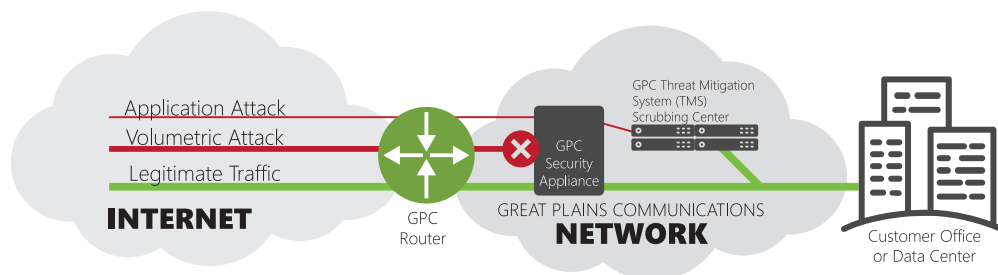 Application Attack
Volumetric Attack
Legitimate Traffic
INTERNET
GPC
Router
GPC
Security
Appliance
GPC Threat Mitigation
System (TMS)
Scrubbing Center
GREAT PLAINS COMMUNICATIONS
NETWORK
Customer Office
or Data Center